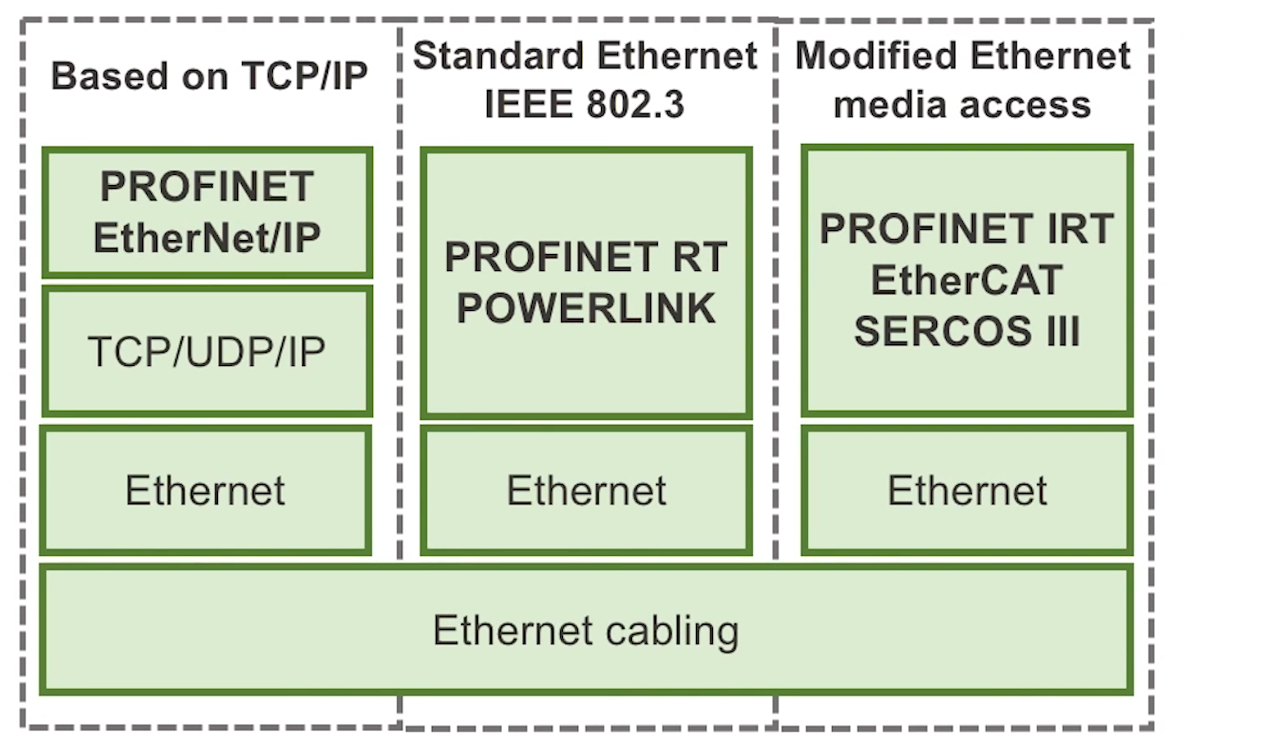 Based on TCP/IP
PROFINET
EtherNet/IP
TCP/UDP/IP
Ethernet
Standard Ethernet
IEEE 802.3
PROFINET RT
POWERLINK
Ethernet
Modified Ethernet
media access
PROFINET IRT
EtherCAT
SERCOS III
Ethernet
Ethernet cabling